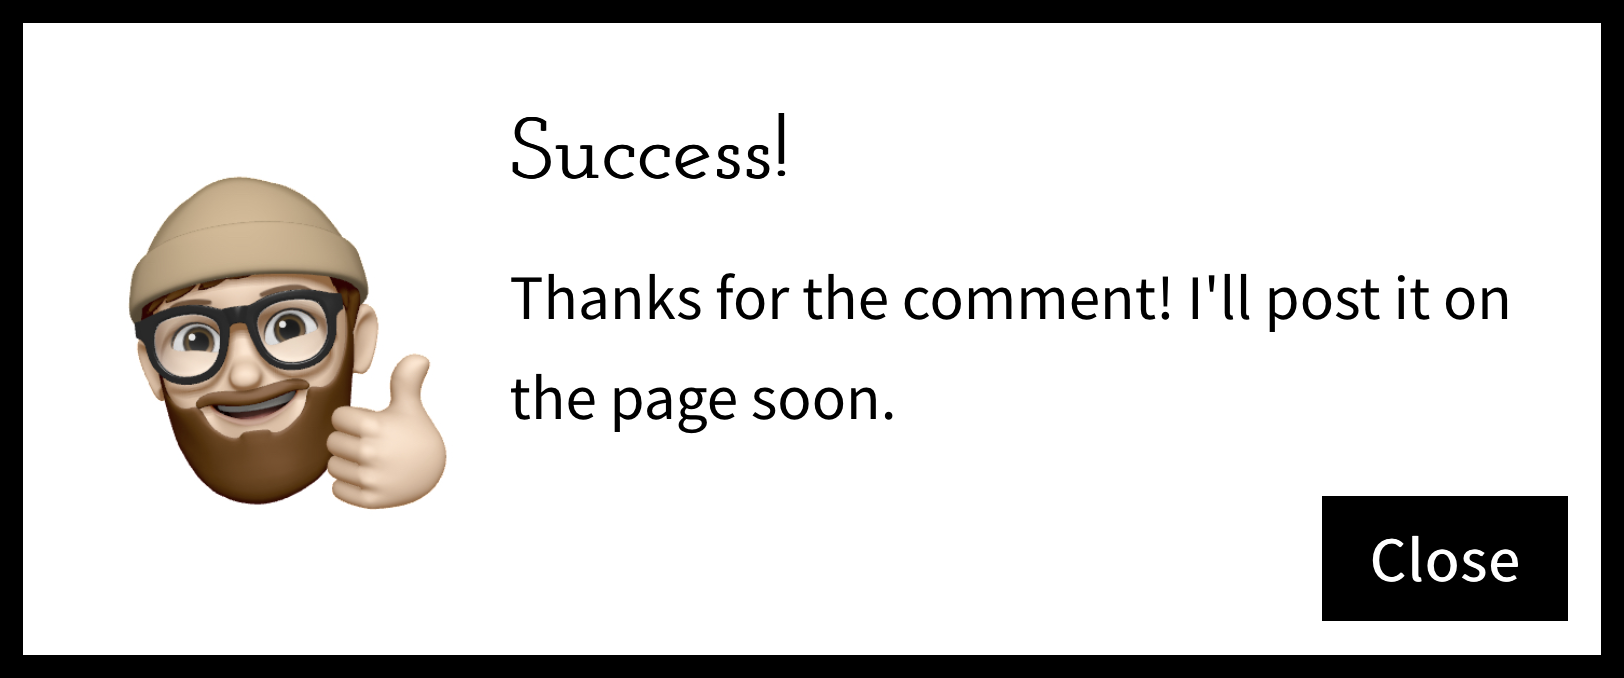 Success!
Thanks for the comment! I'll post it on
the page soon.
Close